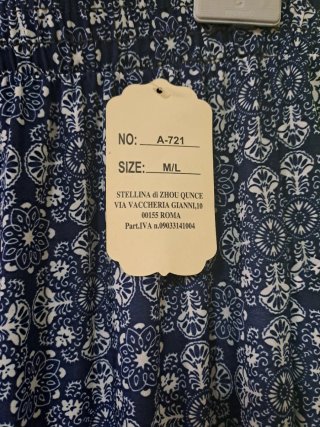 NO: A-721
SIZE: M/L
STELLINA di ZHOU QUNCE
VIA VACCHERIA GIANNI,10
00155 ROMA
Part.IVA n.09033141004